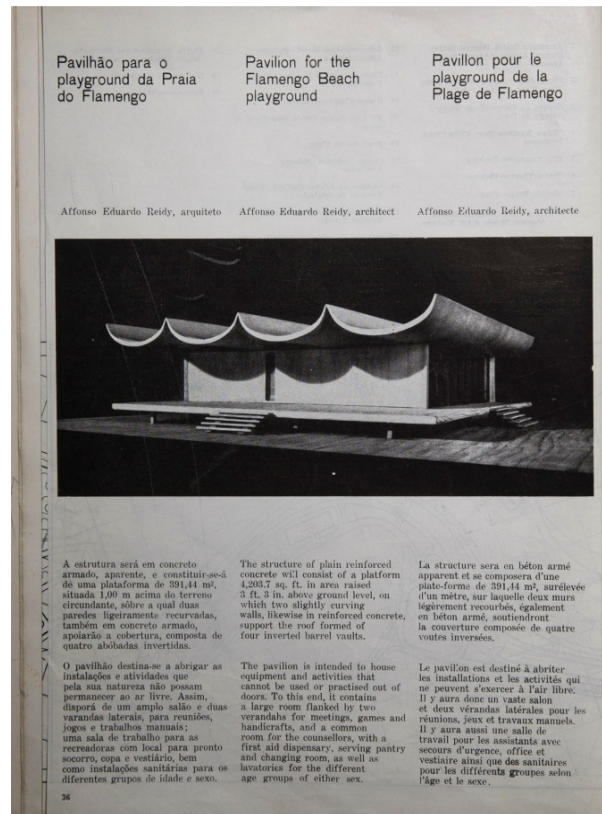 Pavilhão para o
playground da Praia
do Flamengo
Pavilion for the
Flamengo Beach
playground
Pavillon pour le
playground de la
Plage de Flamengo
Affonso Eduardo Reidy, arquiteto
Affonso Eduardo Reidy, architect
Affonso Eduardo Reidy, architecte
A estrutura será em concreto
armado, aparente, e constituir-se-á
de uma plataforma de 391,44 m²,
situada 1,00 m acima do terreno
circundante, sôbre a qual duas
paredes ligeiramente recurvadas,
também em concreto armado,
apoiarão a cobertura, composta de
quatro abóbadas invertidas.
O pavilhão destina-se a abrigar as
instalações e atividades que
pela sua natureza não possam
permanecer ao ar livre. Assim,
disporá de um amplo salão e duas
varandas laterais, para reuniões,
jogos e trabalhos manuais;
uma sala de trabalho para as
recreadoras com local para pronto
socorro, copa e vestiário, bem
como instalações sanitárias para os
diferentes grupos de idade e sexo.
The structure of plain reinforced
concrete will consist of a platform
4,203.7 sq. ft. in area raised
3 ft. 3 in. above ground level, on
which two slightly curving
walls, likewise in reinforced concrete,
support the roof formed of
four inverted barrel vaults.
The pavilion is intended to house
equipment and activities that
cannot be used or practised out of
doors. To this end, it contains
a large room flanked by two
verandahs for meetings, games and
handicrafts, and a common
room for the counsellors, with a
first aid dispensary, serving pantry
and changing room, as well as
lavatories for the different
age groups of either sex.
La structure sera en béton armé
apparent et se composera d'une
plate-forme de 391,44 m², surélevée
d'un mètre, sur laquelle deux murs
légèrement recourbés, également
en béton armé, soutiendront
la couverture composée de quatre
voutes inversées.
Le pavillon est destiné à abriter
les installations et les activités qui
ne peuvent s'exercer à l'air libre.
Il y aura donc un vaste salon
et deux vérandas latérales pour les
réunions, jeux et travaux manuels.
Il y aura aussi une salle de
travail pour les assistants avec
secours d'urgence, office et
vestiaire ainsi que des sanitaires
pour les différents groupes selon
l'âge et le sexe.
36